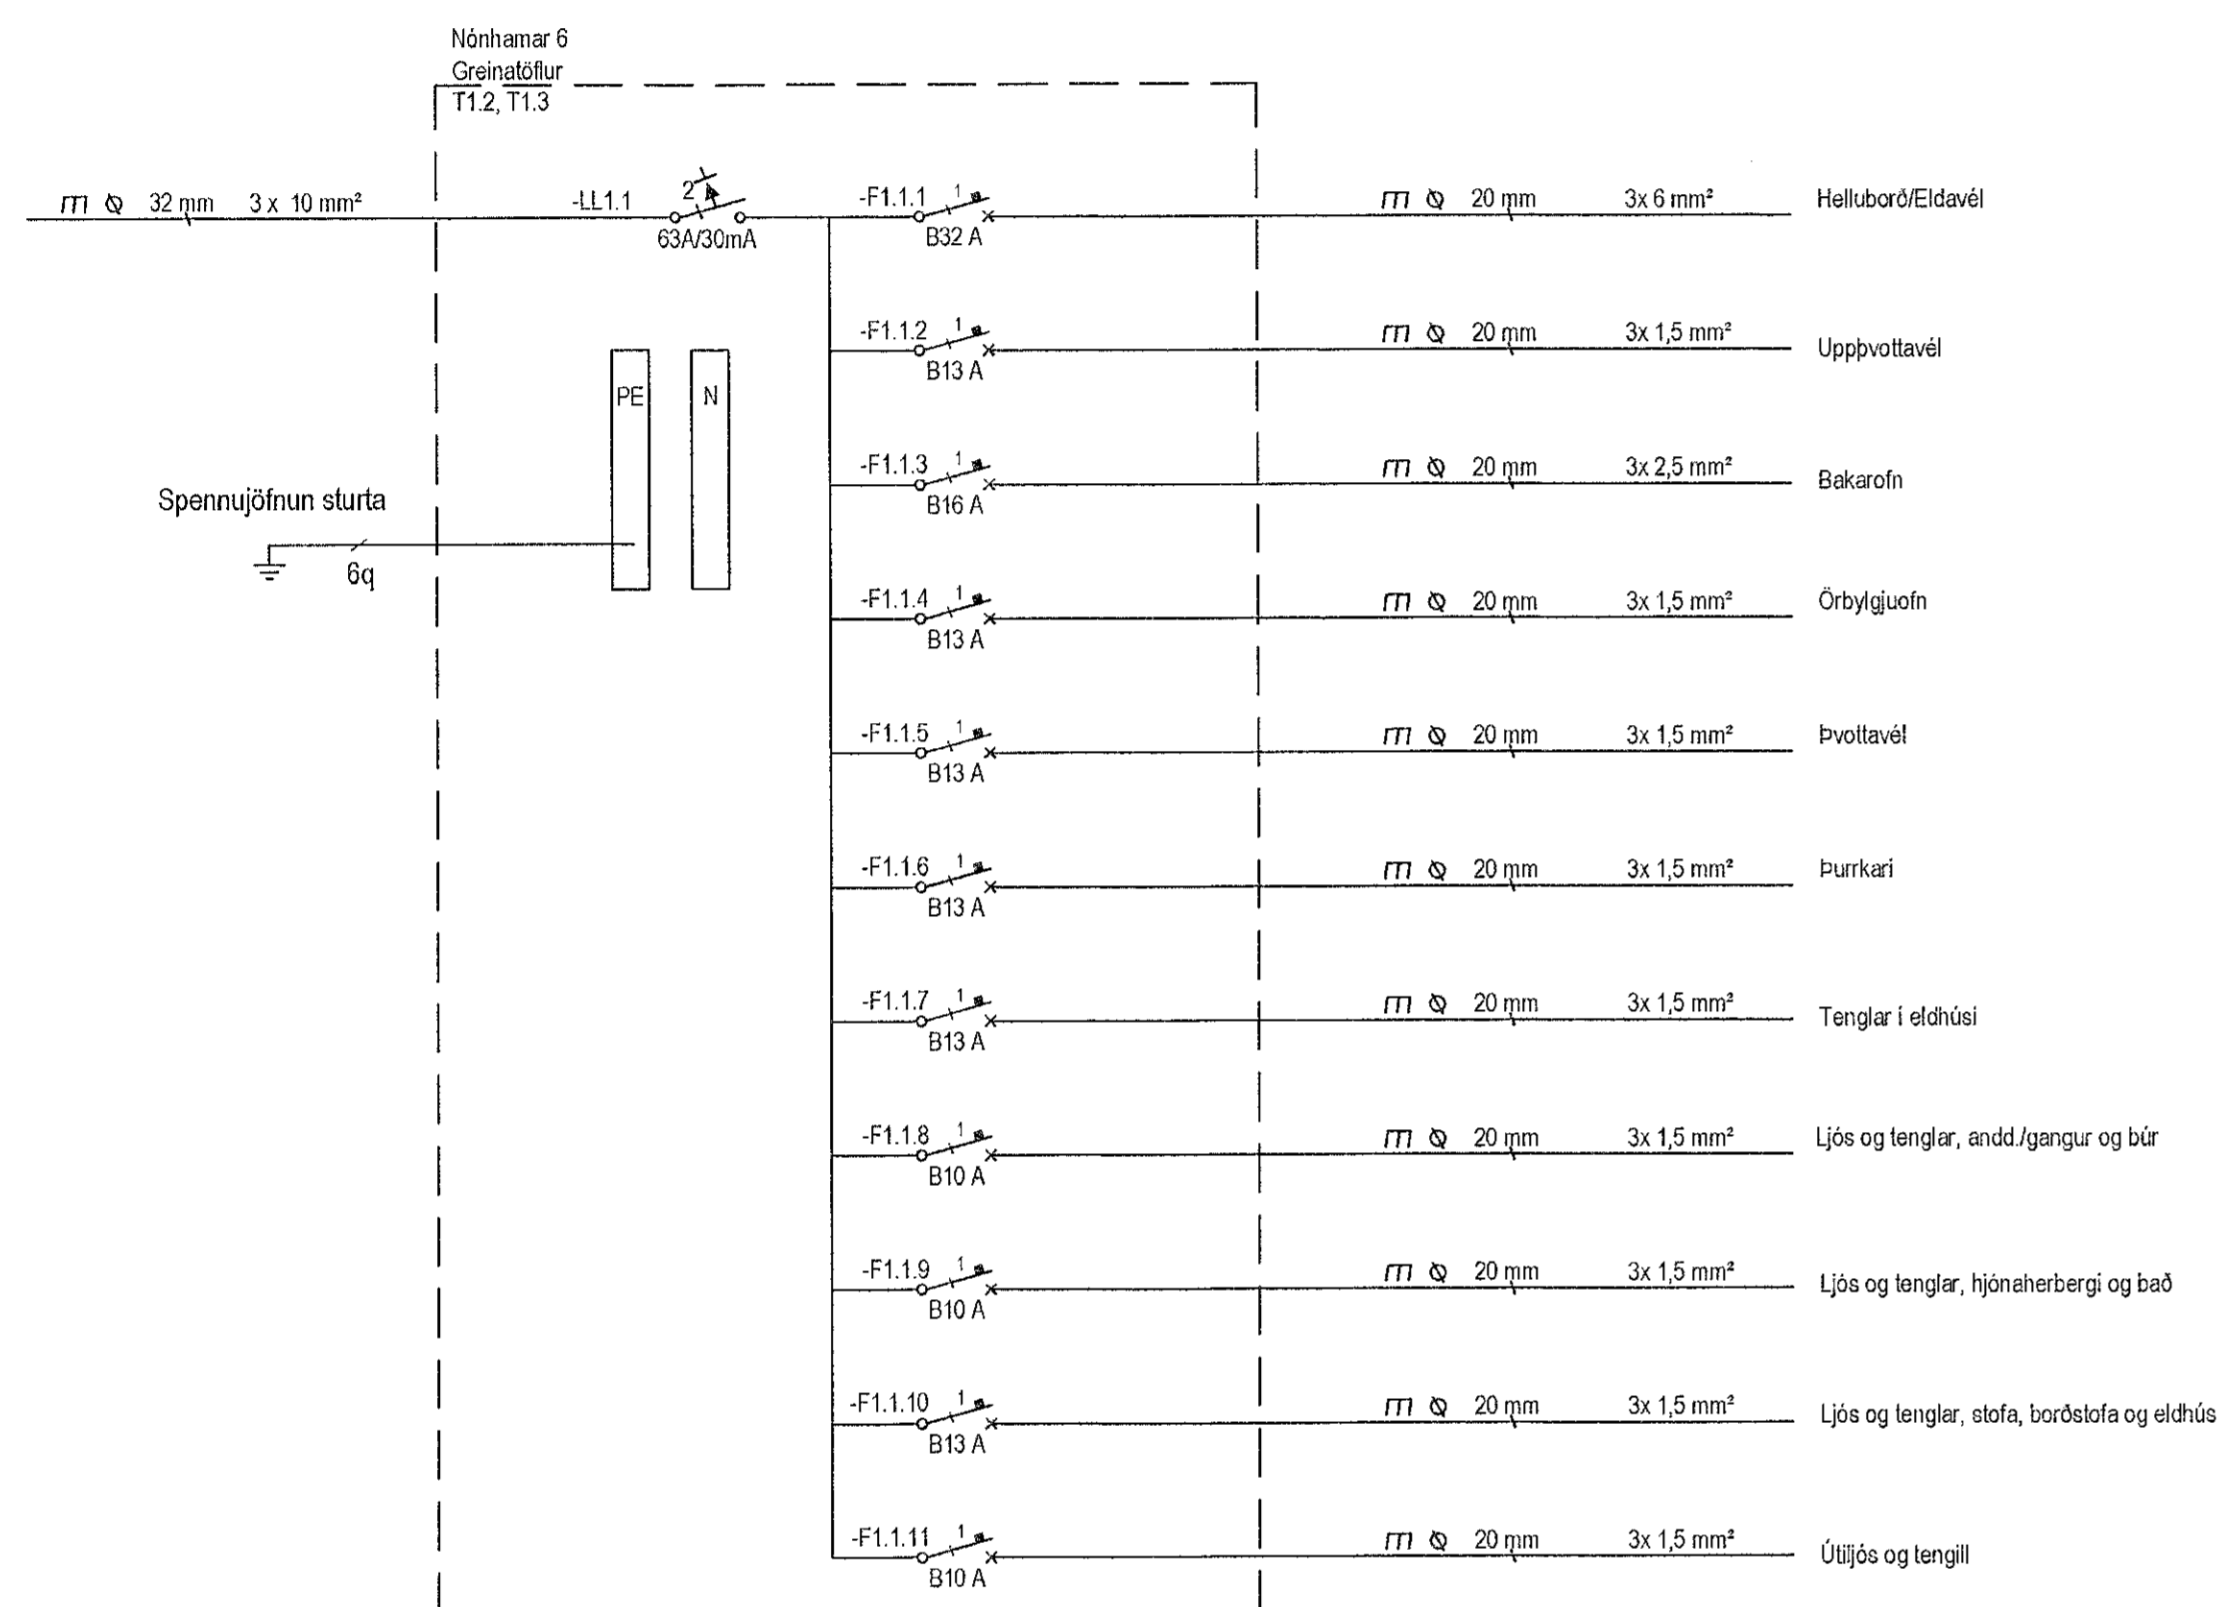 Nónhamar 6
Greinatöflur
T1.2, T1.3
32 mm 3 x 10 mm²
-LL1.1 2
63A/30mA
-F1.1.1 1 20 mm 3x 6 mm² Helluborð/Eldavél
B32 A
-F1.1.2 1 20 mm 3x 1,5 mm² Uppþvottavél
B13 A
PE N
-F1.1.3 1 20 mm 3x 2,5 mm² Bakarofn
B16 A
Spennujöfnun sturta
6q
-F1.1.4 1 20 mm 3x 1,5 mm² Örbylgjuofn
B13 A
-F1.1.5 1 20 mm 3x 1,5 mm² Þvottavél
B13 A
-F1.1.6 1 20 mm 3x 1,5 mm² Þurrkari
B13 A
-F1.1.7 1 20 mm 3x 1,5 mm² Tenglar í eldhúsi
B13 A
-F1.1.8 1 20 mm 3x 1,5 mm² Ljós og tenglar, andd./gangur og búr
B10 A
-F1.1.9 1 20 mm 3x 1,5 mm² Ljós og tenglar, hjónaherbergi og bað
B10 A
-F1.1.10 1 20 mm 3x 1,5 mm² Ljós og tenglar, stofa, borðstofa og eldhús
B13 A
-F1.1.11 1 20 mm 3x 1,5 mm² Útiljós og tengill
B10 A